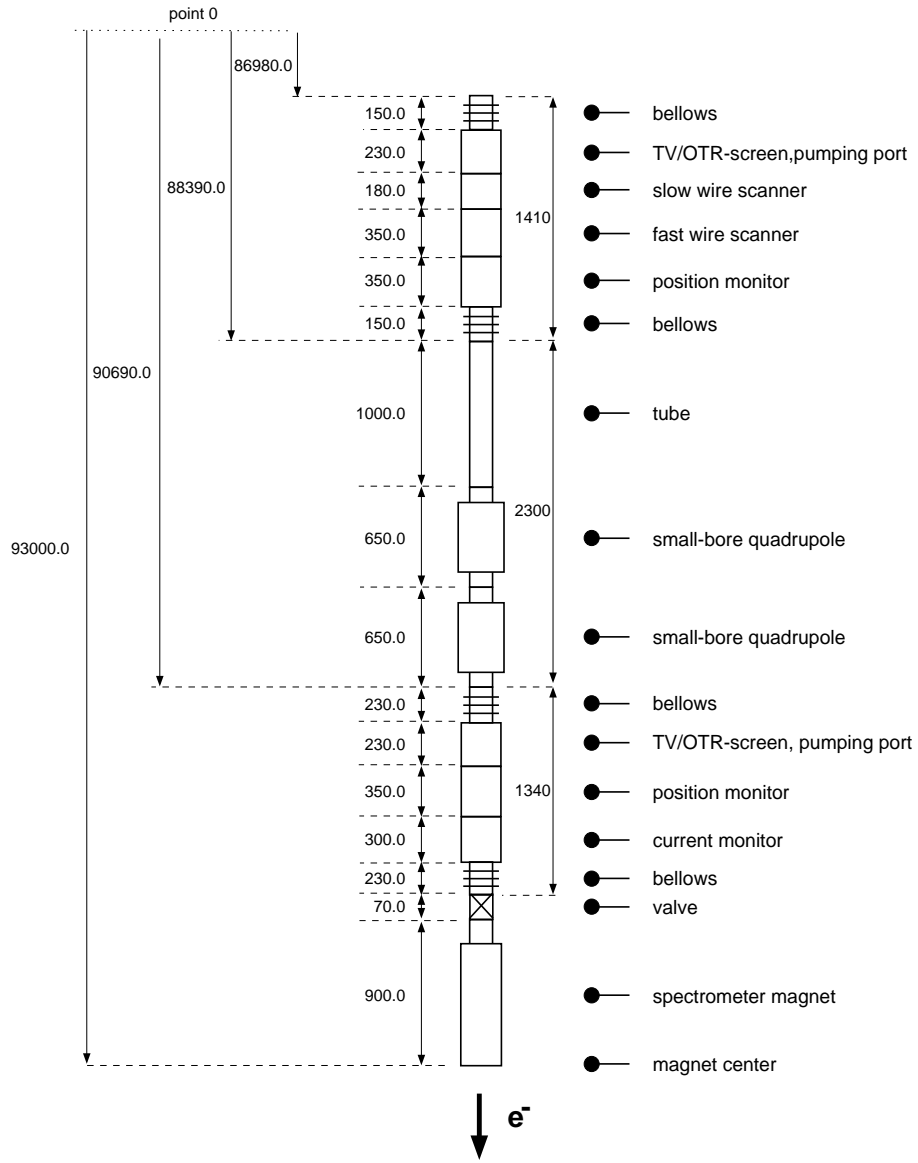 point 0
86980.0
150.0
bellows
230.0
TV/OTR-screen,pumping port
88390.0
180.0
slow wire scanner
1410
350.0
fast wire scanner
350.0
position monitor
150.0
bellows
90690.0
1000.0
tube
2300
93000.0
650.0
small-bore quadrupole
650.0
small-bore quadrupole
230.0
bellows
230.0
TV/OTR-screen, pumping port
350.0
1340
position monitor
300.0
current monitor
230.0
bellows
70.0
valve
900.0
spectrometer magnet
magnet center
e-